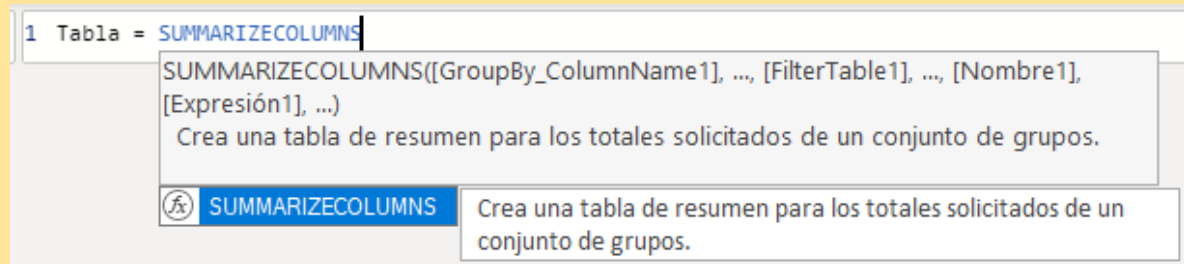 1 Tabla = SUMMARIZECOLUMNS
SUMMARIZECOLUMNS([GroupBy_ColumnName1], ..., [FilterTable1], ..., [Nombre1],
[Expresión1], ...)
Crea una tabla de resumen para los totales solicitados de un conjunto de grupos.
fx SUMMARIZECOLUMNS
Crea una tabla de resumen para los totales solicitados de un
conjunto de grupos.